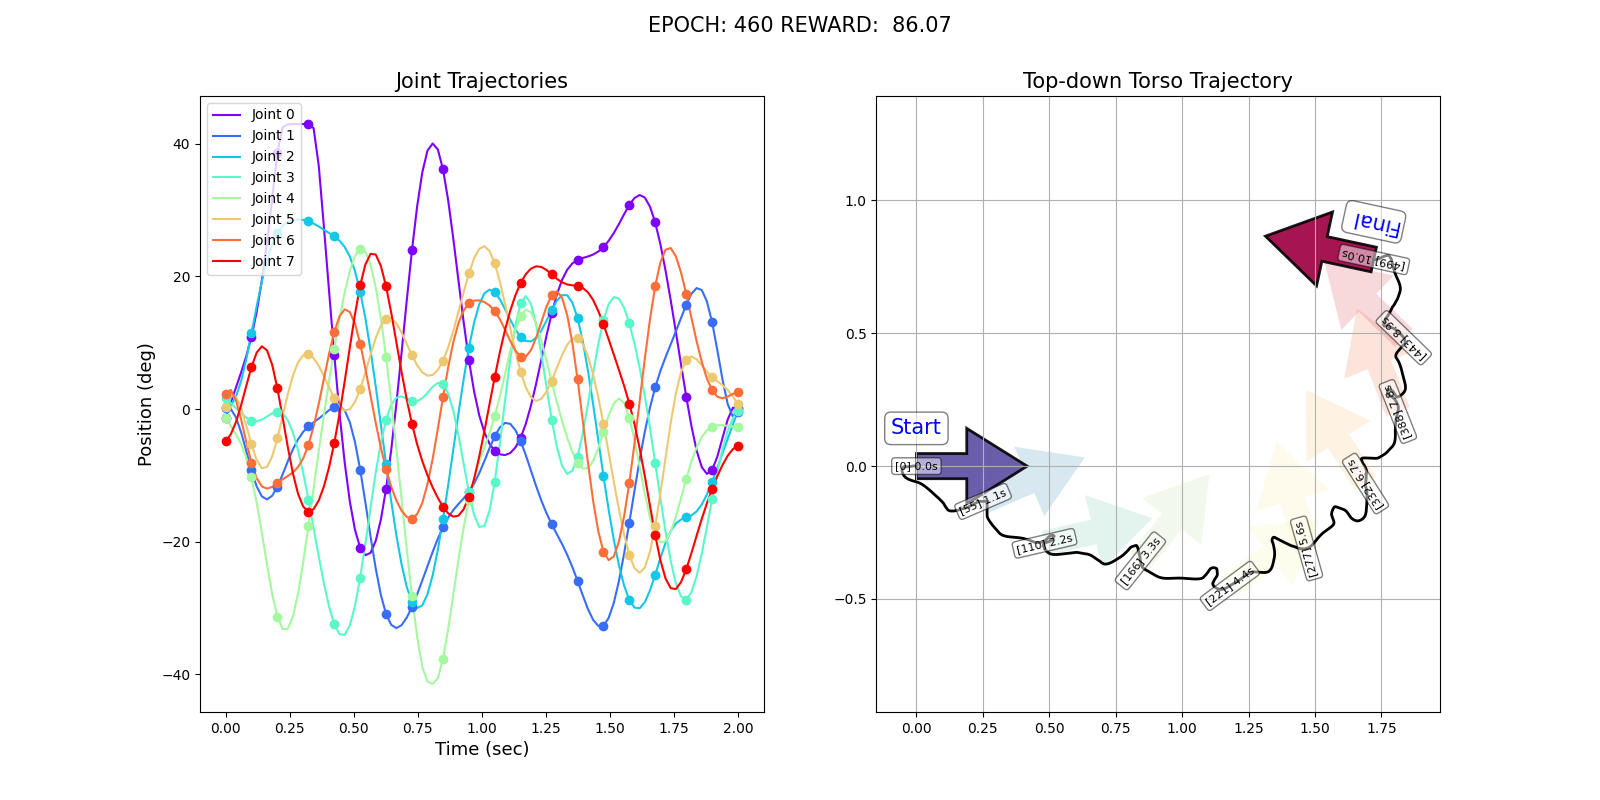 EPOCH: 460 REWARD:  86.07
Joint Trajectories
Joint 0
Joint 1
Joint 2
Joint 3
Joint 4
Joint 5
Joint 6
Joint 7
40
20
0
−20
−40
Position (deg)
0.00 0.25 0.50 0.75 1.00 1.25 1.50 1.75 2.00
Time (sec)
Top-down Torso Trajectory
1.0
0.5
0.0
−0.5
0.00 0.25 0.50 0.75 1.00 1.25 1.50 1.75
Start
[0] 0.0s
[55] 1.1s
[110] 2.2s
[166] 3.3s
[221] 4.4s
[277] 5.6s
[332] 6.7s
[388] 7.8s
[443] 8.9s
[499] 10.0s
Final